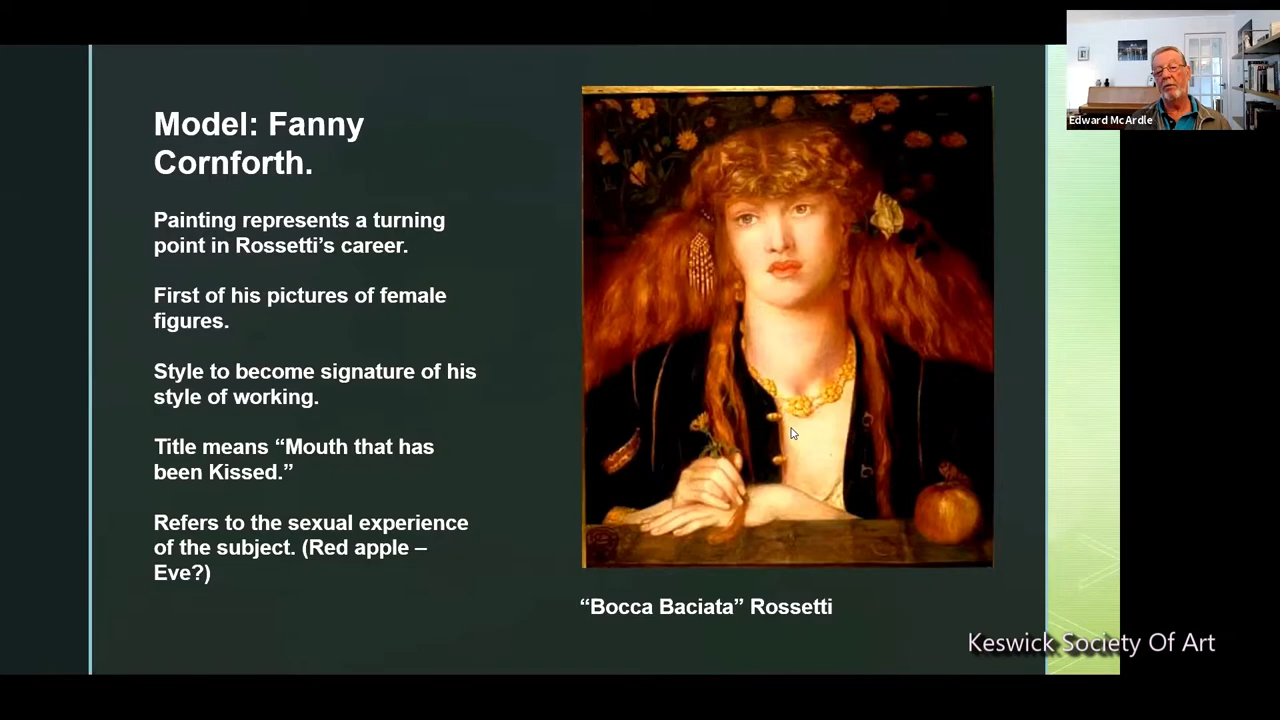 Model: Fanny
Cornforth.
Painting represents a turning
point in Rossetti’s career.
First of his pictures of female
figures.
Style to become signature of his
style of working.
Title means “Mouth that has
been Kissed.”
Refers to the sexual experience
of the subject. (Red apple –
Eve?)
“Bocca Baciata” Rossetti
Edward McArdle
Keswick Society Of Art